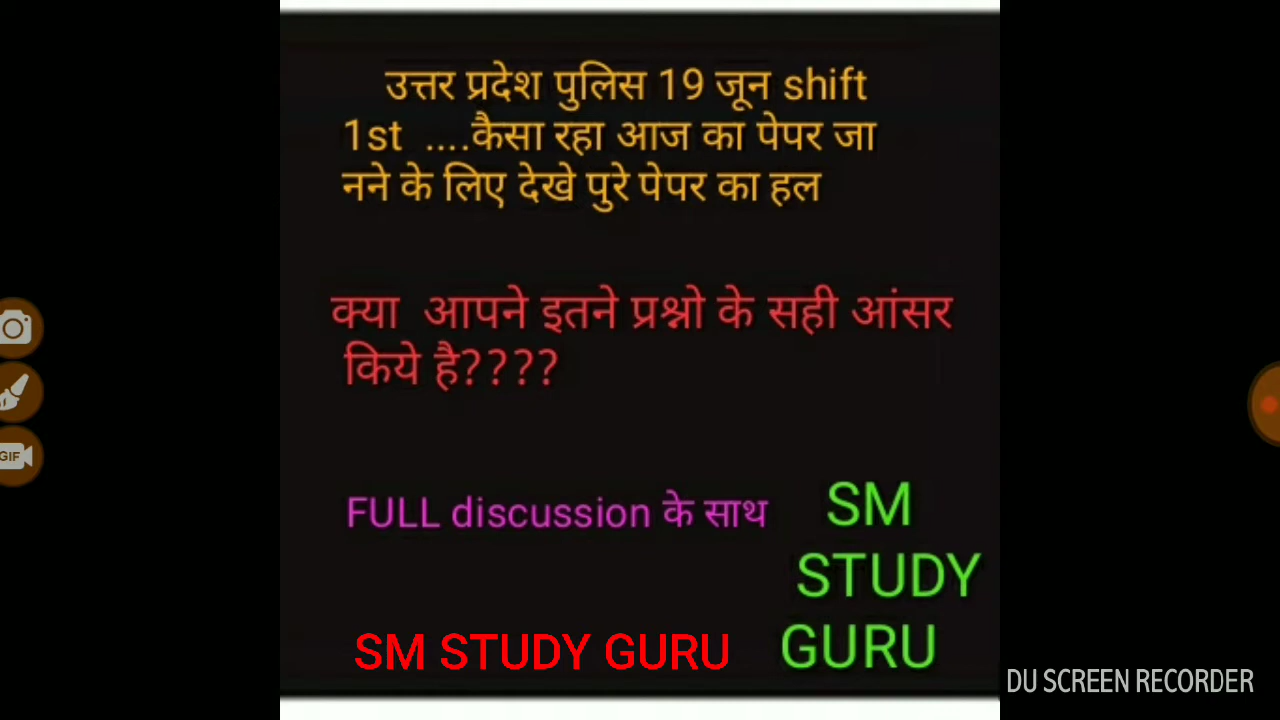 उत्तर प्रदेश पुलिस 19 जून shift
1st ....कैसा रहा आज का पेपर जा
नने के लिए देखे पुरे पेपर का हल
क्या आपने इतने प्रश्नो के सही आंसर
किये है????
FULL discussion के साथ
SM
STUDY
GURU
SM STUDY GURU
GIF
DU SCREEN RECORDER